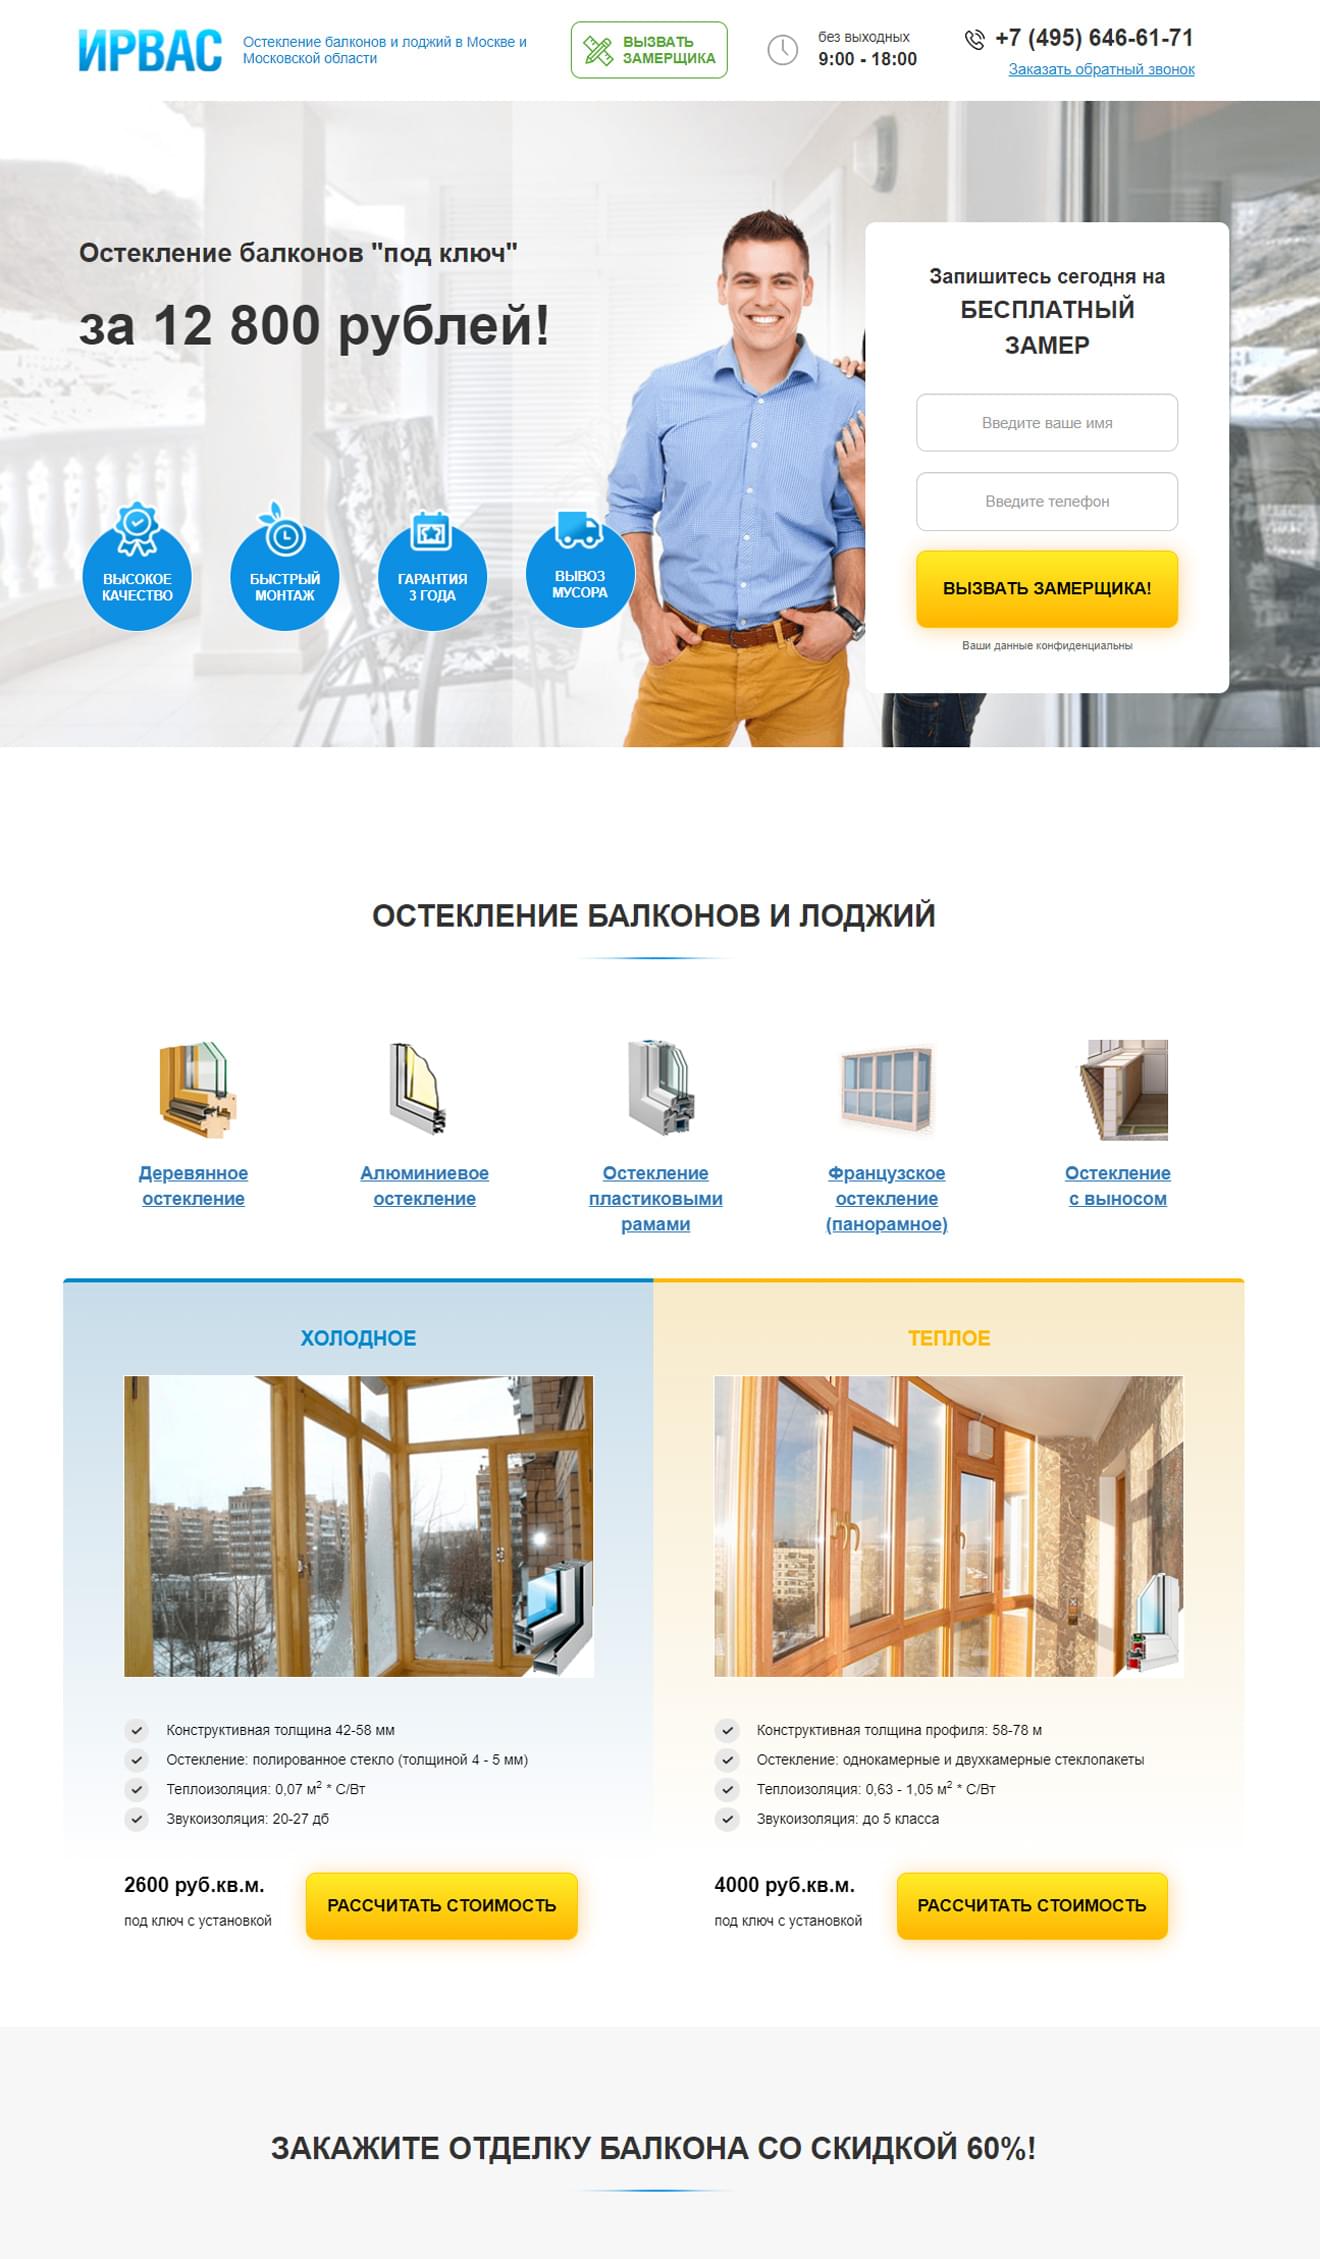 ИРВАС
Остекление балконов и лоджий в Москве и
Московской области
ВЫЗВАТЬ
ЗАМЕРЩИКА
без выходных
9:00 - 18:00
+7 (495) 646-61-71
Заказать обратный звонок
Остекление балконов "под ключ"
за 12 800 рублей!
ВЫСОКОЕ
КАЧЕСТВО
БЫСТРЫЙ
МОНТАЖ
ГАРАНТИЯ
3 ГОДА
ВЫВОЗ
МУСОРА
Запишитесь сегодня на
БЕСПЛАТНЫЙ
ЗАМЕР
Введите ваше имя
Введите телефон
ВЫЗВАТЬ ЗАМЕРЩИКА!
Ваши данные конфиденциальны
ОСТЕКЛЕНИЕ БАЛКОНОВ И ЛОДЖИЙ
Деревянное
остекление
Алюминиевое
остекление
Остекление
пластиковыми
рамами
Французское
остекление
(панорамное)
Остекление
с выносом
ХОЛОДНОЕ
Конструктивная толщина 42-58 мм
Остекление: полированное стекло (толщиной 4 - 5 мм)
Теплоизоляция: 0,07 м² * С/Вт
Звукоизоляция: 20-27 дб
2600 руб.кв.м.
под ключ с установкой
РАССЧИТАТЬ СТОИМОСТЬ
ТЕПЛОЕ
Конструктивная толщина профиля: 58-78 м
Остекление: однокамерные и двухкамерные стеклопакеты
Теплоизоляция: 0,63 - 1,05 м² * С/Вт
Звукоизоляция: до 5 класса
4000 руб.кв.м.
под ключ с установкой
РАССЧИТАТЬ СТОИМОСТЬ
ЗАКАЖИТЕ ОТДЕЛКУ БАЛКОНА СО СКИДКОЙ 60%!